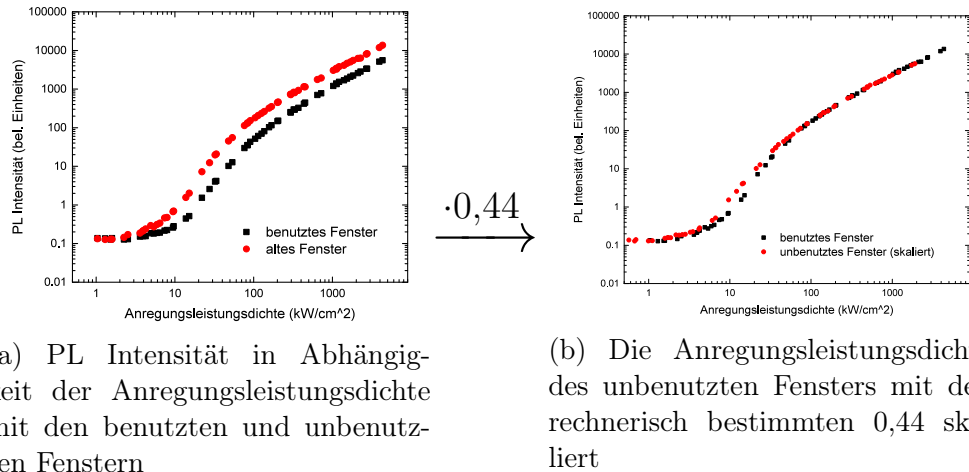 100000
10000
1000
100
10
1
0.1
0.01
PL Intensität (bel. Einheiten)
benutztes Fenster
altes Fenster
1 10 100 1000
Anregungsleistungsdichte (kW/cm^2)
·0,44
100000
10000
1000
100
10
1
0.1
0.01
PL Intensität (bel. Einheiten)
benutztes Fenster
unbenutztes Fenster (skaliert)
1 10 100 1000
Anregungsleistungsdichte (kW/cm^2)
a) PL Intensität in Abhängig-
keit der Anregungsleistungsdichte
mit den benutzten und unbenutz-
en Fenstern
(b) Die Anregungsleistungsdicht
des unbenutzten Fensters mit de
rechnerisch bestimmten 0,44 ska
liert